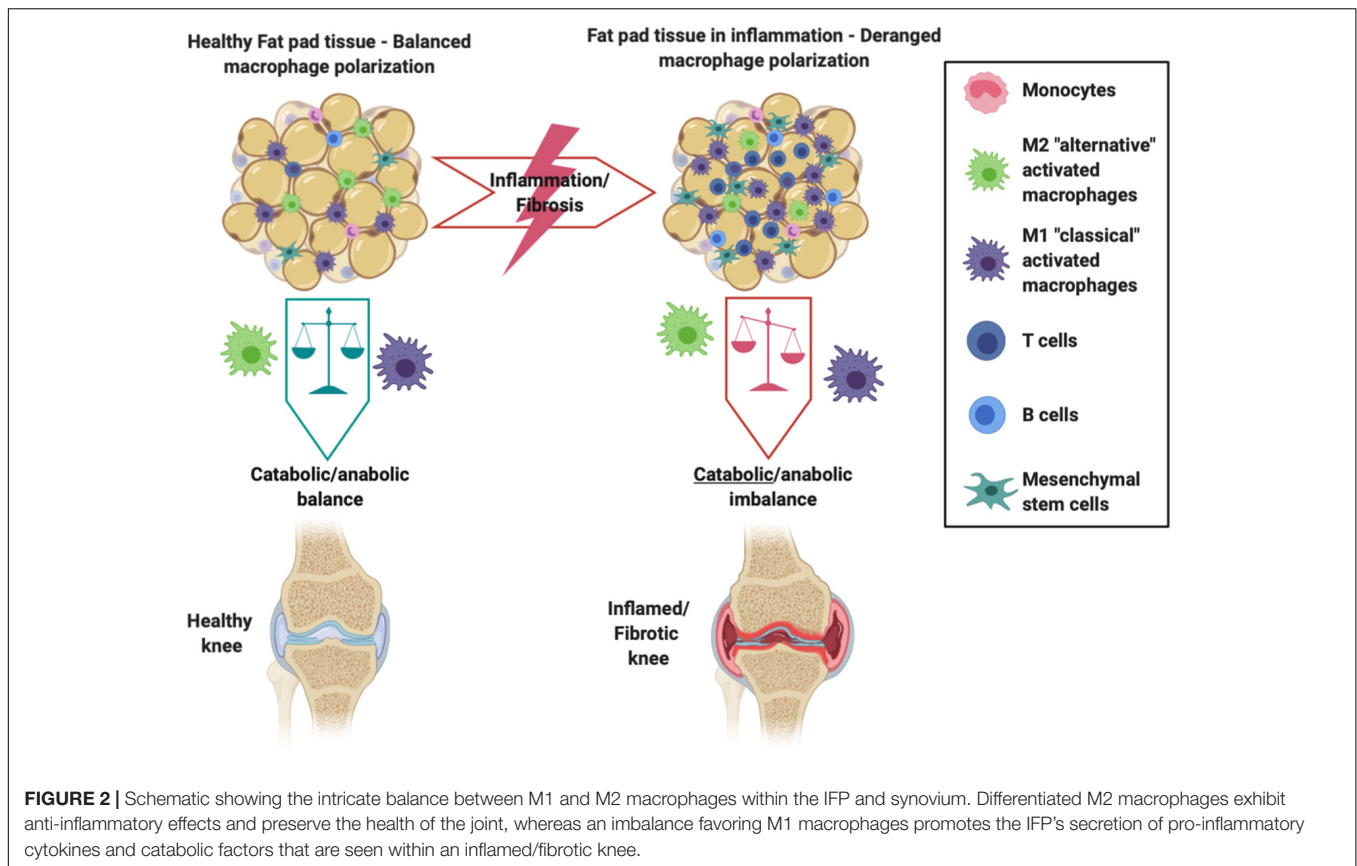 Healthy Fat pad tissue - Balanced
macrophage polarization
Fat pad tissue in inflammation - Deranged
macrophage polarization
Inflammation/
Fibrosis
Monocytes
M2 "alternative"
activated
macrophages
M1 "classical"
activated
macrophages
T cells
B cells
Mesenchymal
stem cells
Catabolic/anabolic
balance
Catabolic/anabolic
imbalance
Healthy
knee
Inflamed/
Fibrotic
knee
FIGURE 2 | Schematic showing the intricate balance between M1 and M2 macrophages within the IFP and synovium. Differentiated M2 macrophages exhibit
anti-inflammatory effects and preserve the health of the joint, whereas an imbalance favoring M1 macrophages promotes the IFP's secretion of pro-inflammatory
cytokines and catabolic factors that are seen within an inflamed/fibrotic knee.